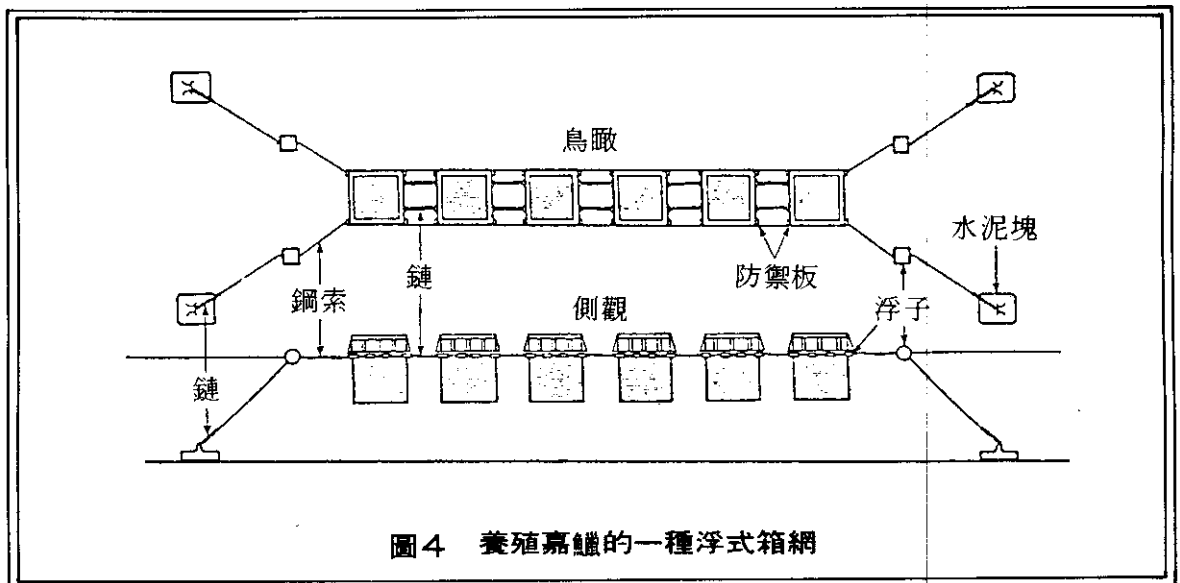 鳥瞰
水泥塊
防禦板
鏈
鋼索
側觀
浮子
鏈
圖4 養殖嘉鱲的一種浮式箱網